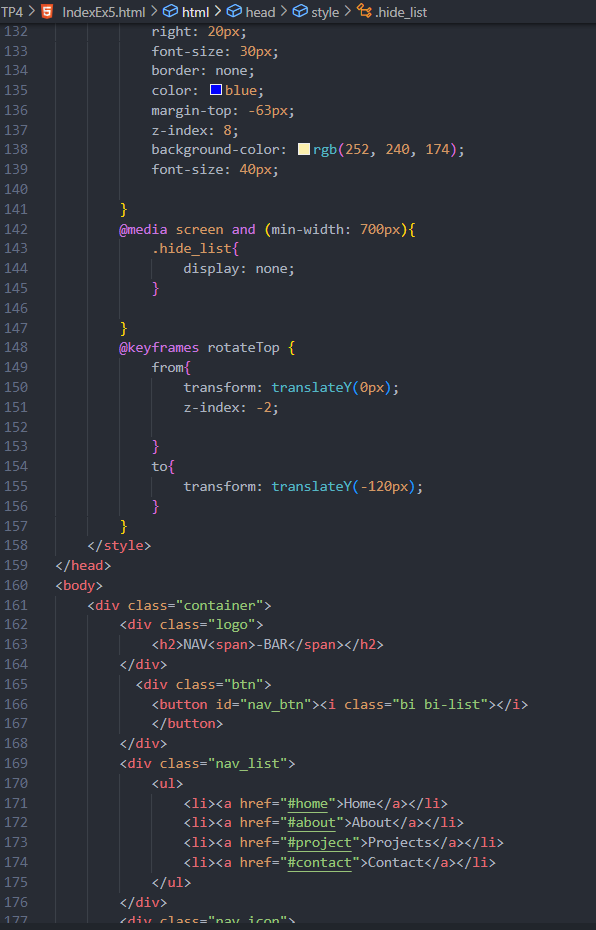 TP4 > IndexEx5.html > html > head > style > .hide_list
132 right: 20px;
133 font-size: 30px;
134 border: none;
135 color: blue;
136 margin-top: -63px;
137 z-index: 8;
138 background-color: rgb(252, 240, 174);
139 font-size: 40px;
140
141 }
142 @media screen and (min-width: 700px){
143 .hide_list{
144 display: none;
145 }
146
147 }
148 @keyframes rotateTop {
149 from{
150 transform: translateY(0px);
151 z-index: -2;
152
153 }
154 to{
155 transform: translateY(-120px);
156 }
157 }
158 </style>
159 </head>
160 <body>
161 <div class="container">
162 <div class="logo">
163 <h2>NAV<span>-BAR</span></h2>
164 </div>
165 <div class="btn">
166 <button id="nav_btn"><i class="bi bi-list"></i>
167 </button>
168 </div>
169 <div class="nav_list">
170 <ul>
171 <li><a href="#home">Home</a></li>
172 <li><a href="#about">About</a></li>
173 <li><a href="#project">Projects</a></li>
174 <li><a href="#contact">Contact</a></li>
175 </ul>
176 </div>
177 <div class="nav_icon">